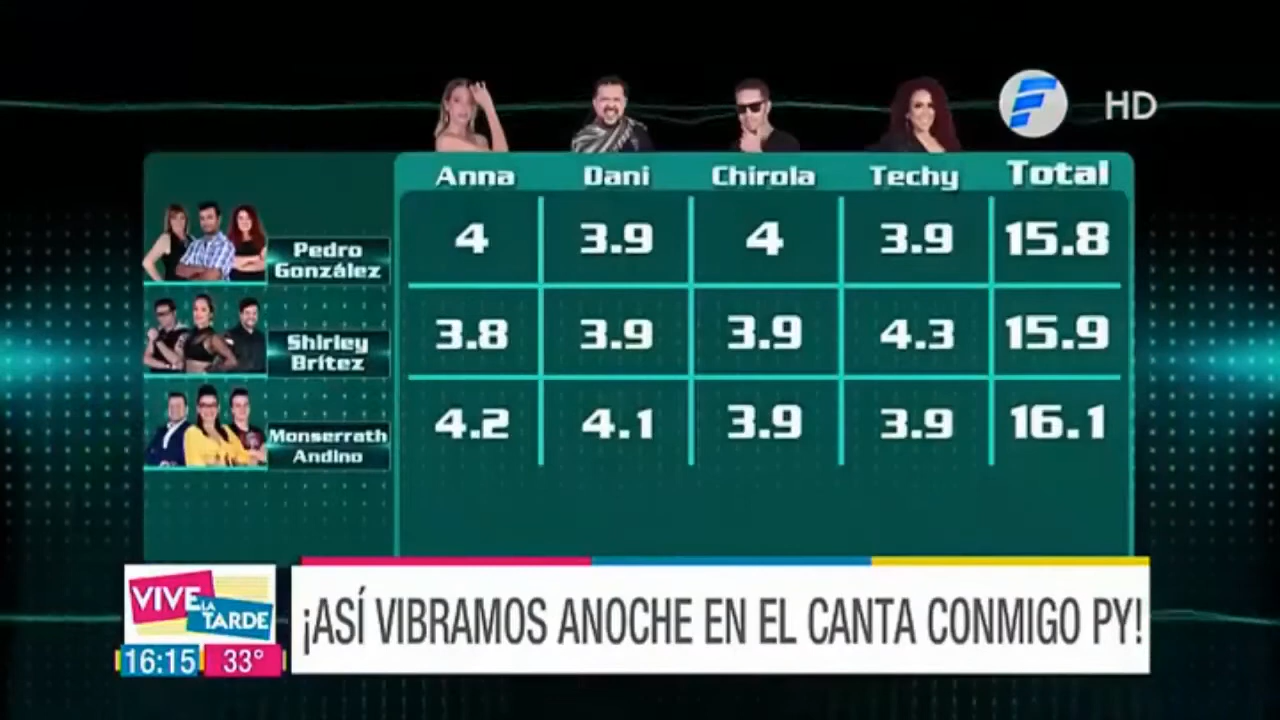 HD
Anna Dani Chirola Techy Total
Pedro
González
4 3.9 4 3.9 15.8
Shirley
Brítez
3.8 3.9 3.9 4.3 15.9
Monserrath
Andino
4.2 4.1 3.9 3.9 16.1
VIVE
LA
TARDE
¡ASÍ VIBRAMOS ANOCHE EN EL CANTA CONMIGO PY!
16:15 33°